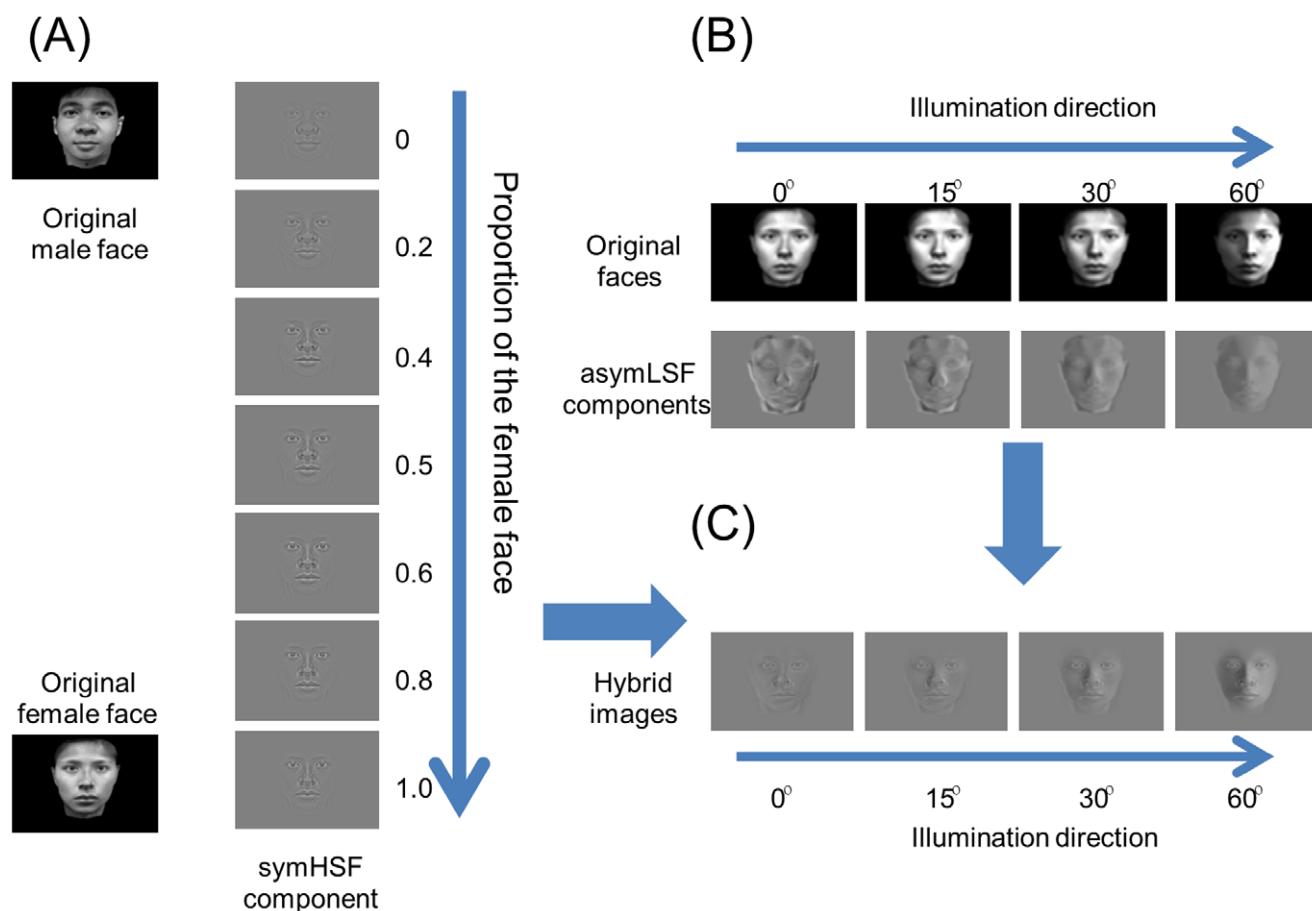 (A)
Original
male face
0
0.2
0.4
0.5
0.6
0.8
1.0
Proportion of the female face
Original
female face
symHSF
component
(B)
Illumination direction
0° 15° 30° 60°
Original
faces
asymLSF
components
(C)
Hybrid
images
0° 15° 30° 60°
Illumination direction